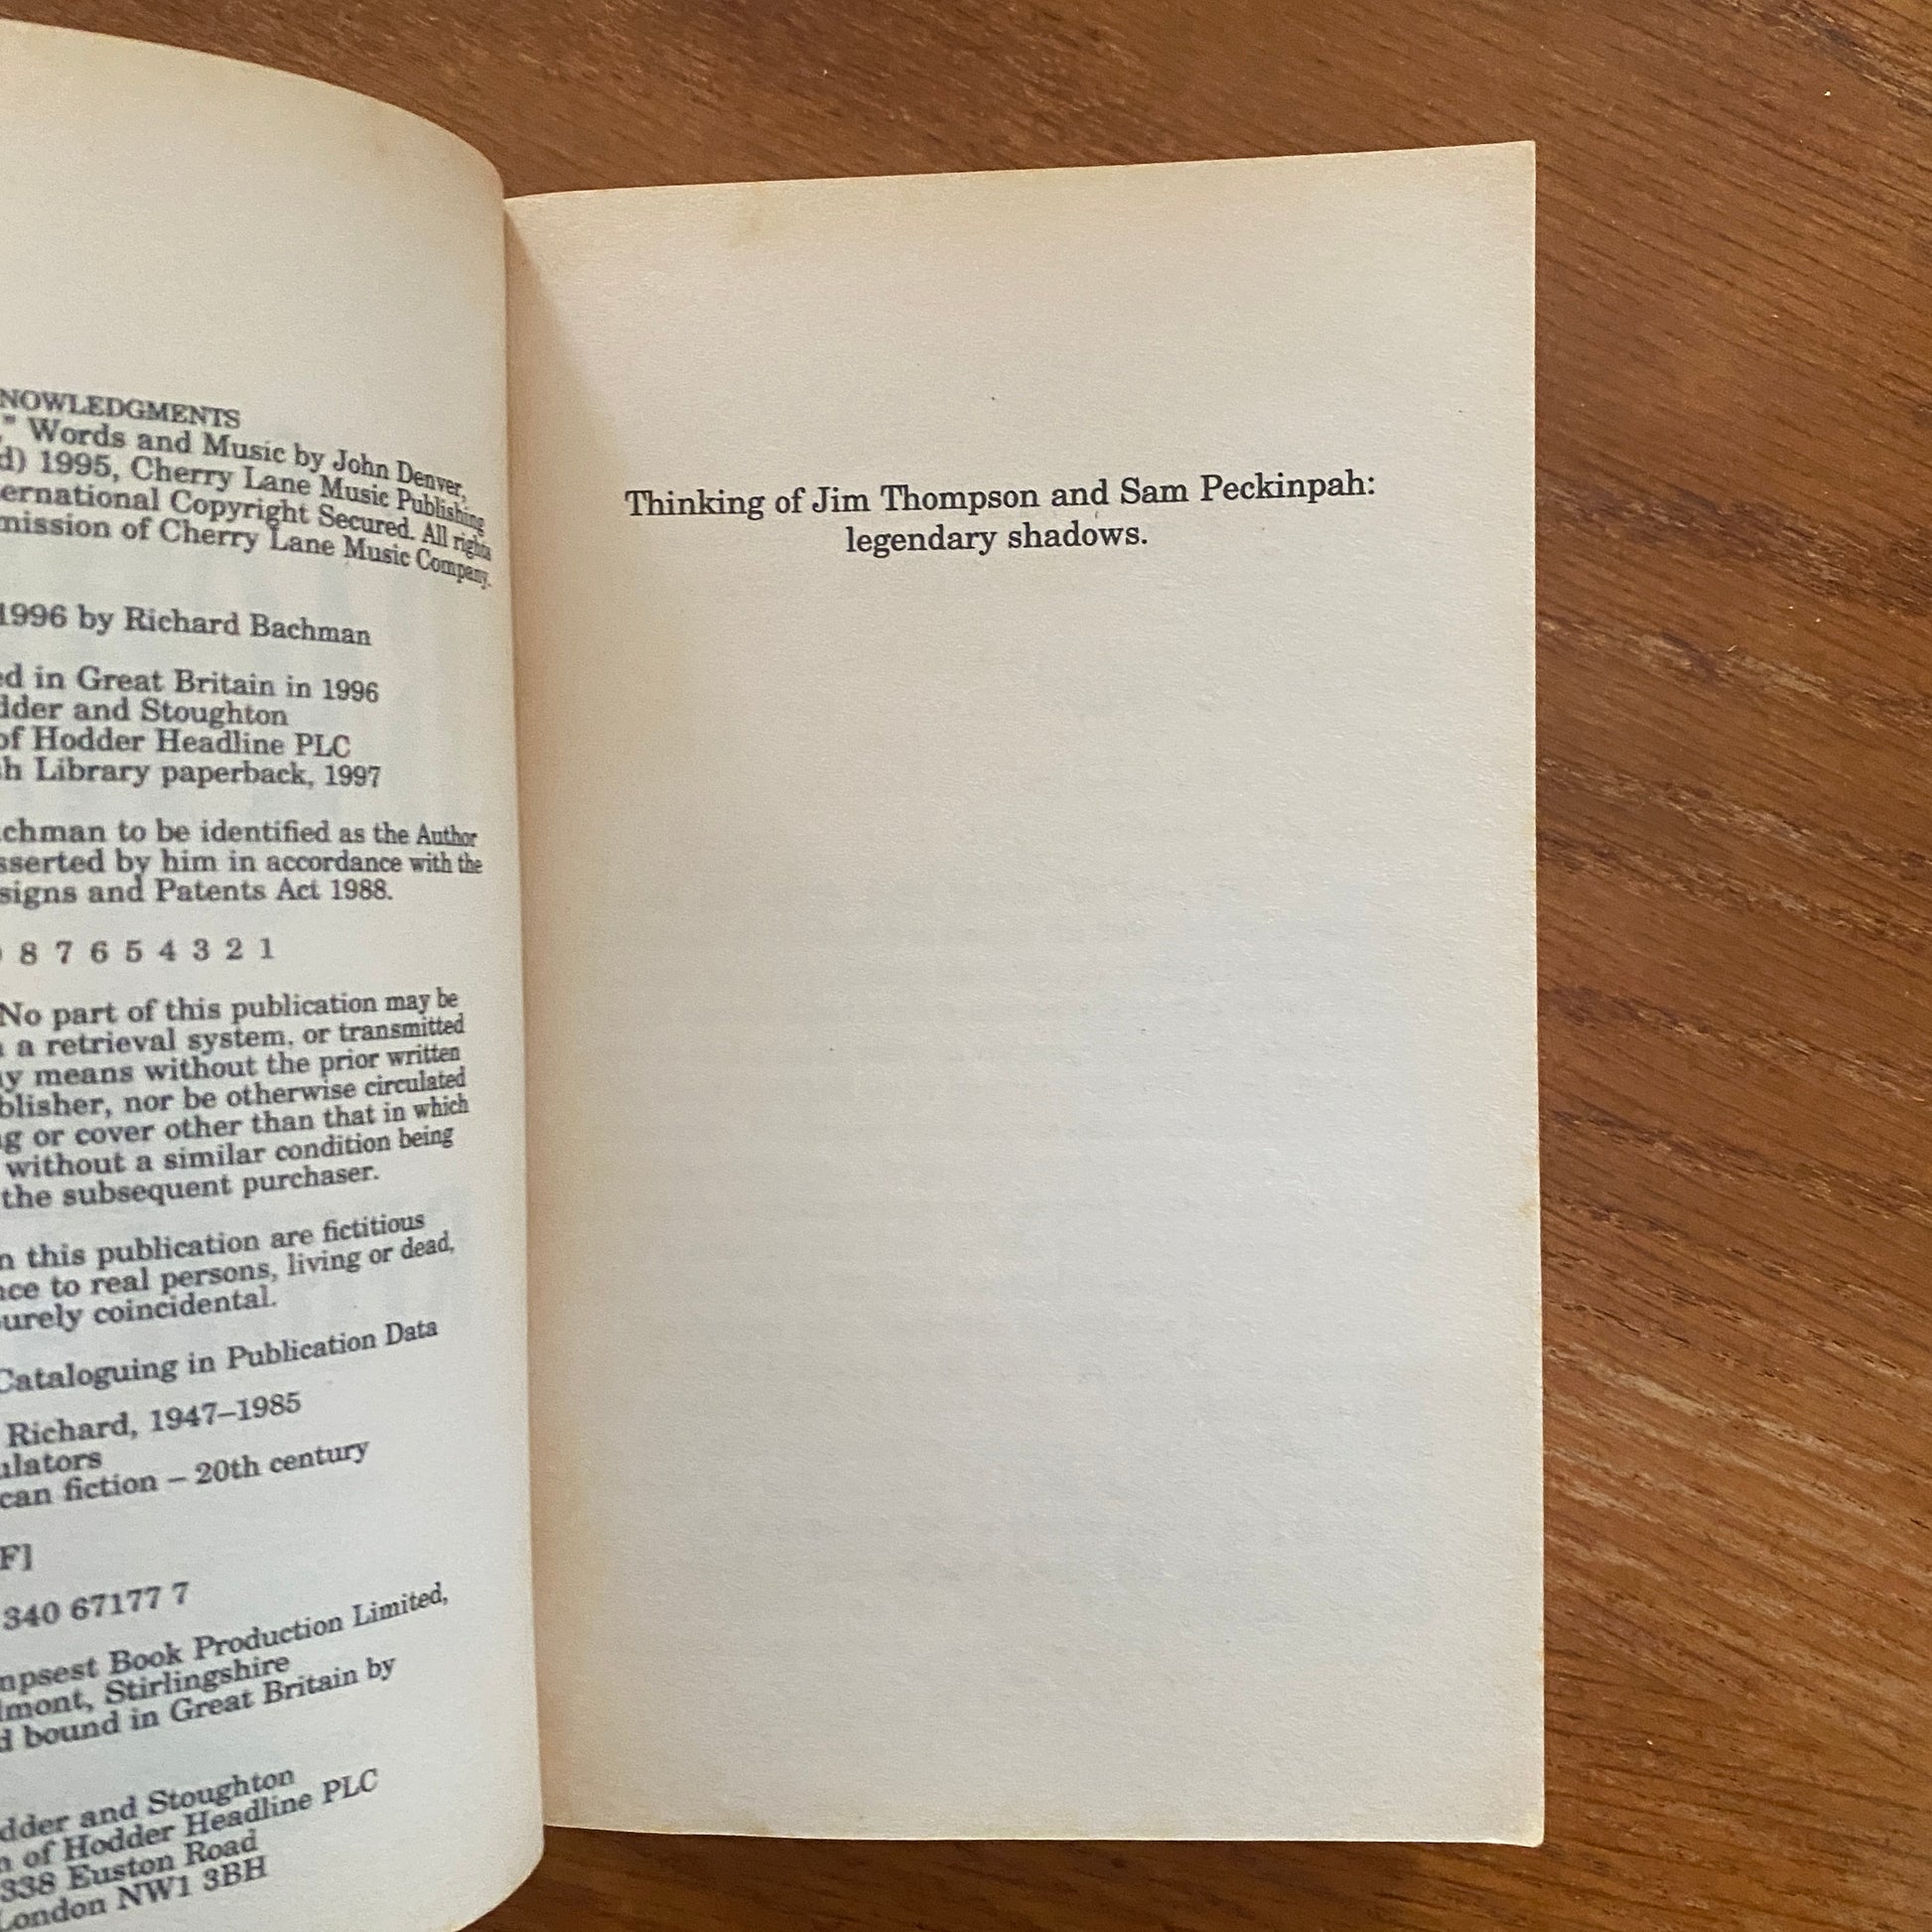 NOWLEDGMENTS
" Words and Music by John Denver,
1995, Cherry Lane Music Publishing
ernational Copyright Secured. All rights
mission of Cherry Lane Music Company.
1996 by Richard Bachman
ed in Great Britain in 1996
dder and Stoughton
of Hodder Headline PLC
sh Library paperback, 1997
chman to be identified as the Author
sserted by him in accordance with the
signs and Patents Act 1988.
8 7 6 5 4 3 2 1
No part of this publication may be
a retrieval system, or transmitted
y means without the prior written
blisher, nor be otherwise circulated
g or cover other than that in which
without a similar condition being
the subsequent purchaser.
n this publication are fictitious
nce to real persons, living or dead,
urely coincidental.
Cataloguing in Publication Data
Richard, 1947–1985
ulators
can fiction – 20th century
F]
340 67177 7
mpsest Book Production Limited,
lmont, Stirlingshire
d bound in Great Britain by
dder and Stoughton
n of Hodder Headline PLC
338 Euston Road
London NW1 3BH
Thinking of Jim Thompson and Sam Peckinpah:
legendary shadows.